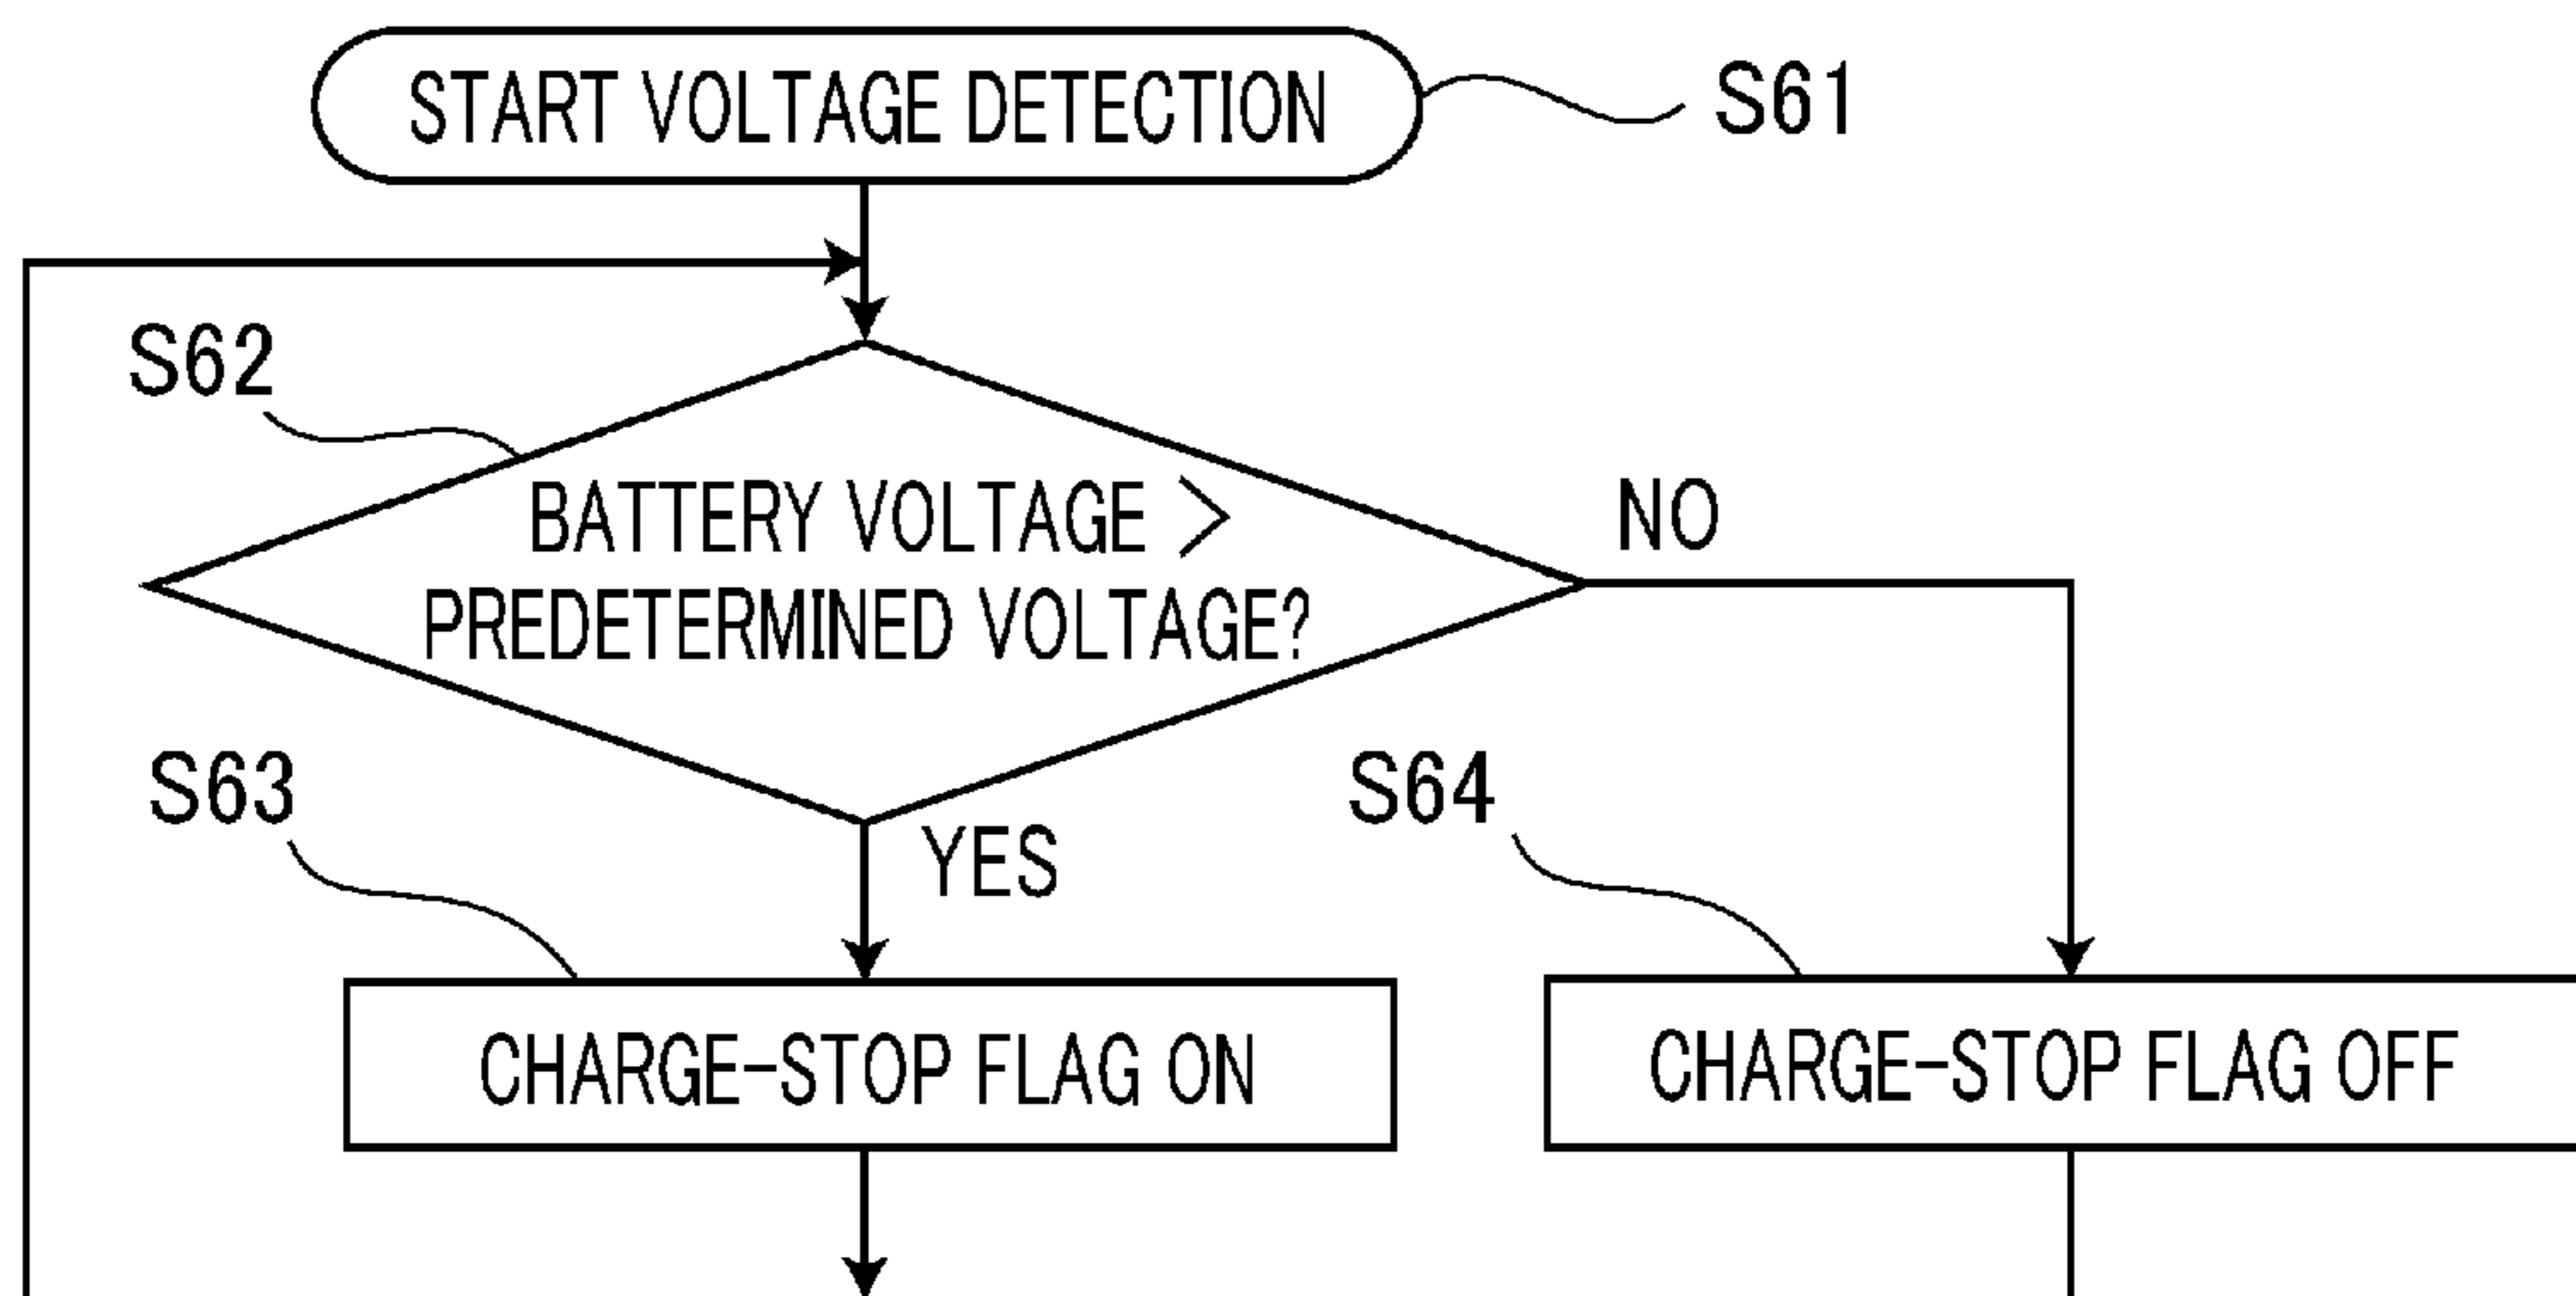 START VOLTAGE DETECTION
S61
S62
BATTERY VOLTAGE >
PREDETERMINED VOLTAGE?
NO
YES
S63
S64
CHARGE-STOP FLAG ON
CHARGE-STOP FLAG OFF